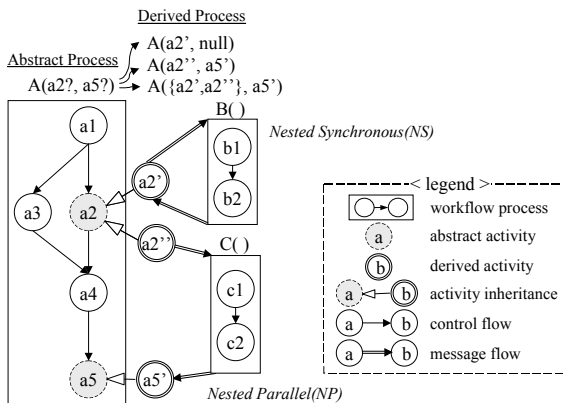 Derived Process
A(a2’, null)
Abstract Process
A(a2’’, a5’)
A(a2?, a5?)
A({a2’,a2’’}, a5’)
B( )
Nested Synchronous(NS)
a1
b1
a2’
b2
a3
a2
a2’’
C( )
c1
a4
c2
a5
a5’
Nested Parallel(NP)
< legend >
workflow process
a
abstract activity
b
derived activity
a
b
activity inheritance
a
b
control flow
a
b
message flow